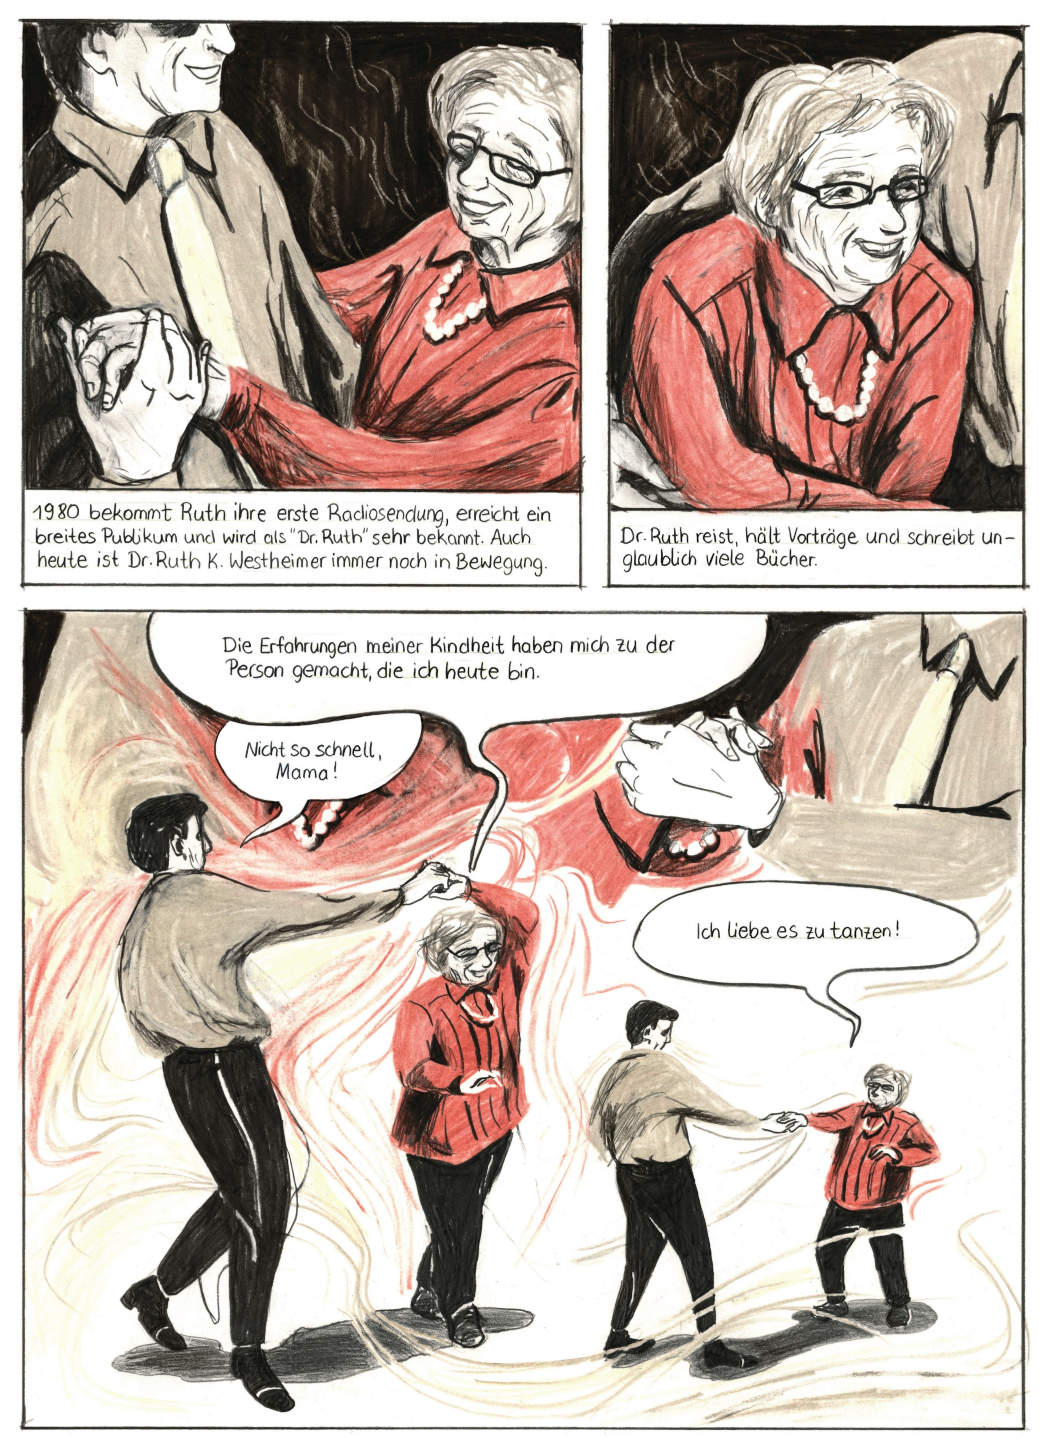 1980 bekommt Ruth ihre erste Radiosendung, erreicht ein
breites Publikum und wird als "Dr. Ruth" sehr bekannt. Auch
heute ist Dr. Ruth K. Westheimer immer noch in Bewegung.
Dr. Ruth reist, hält Vorträge und schreibt un-
glaublich viele Bücher.
Die Erfahrungen meiner Kindheit haben mich zu der
Person gemacht, die ich heute bin.
Nicht so schnell,
Mama!
Ich liebe es zu tanzen!